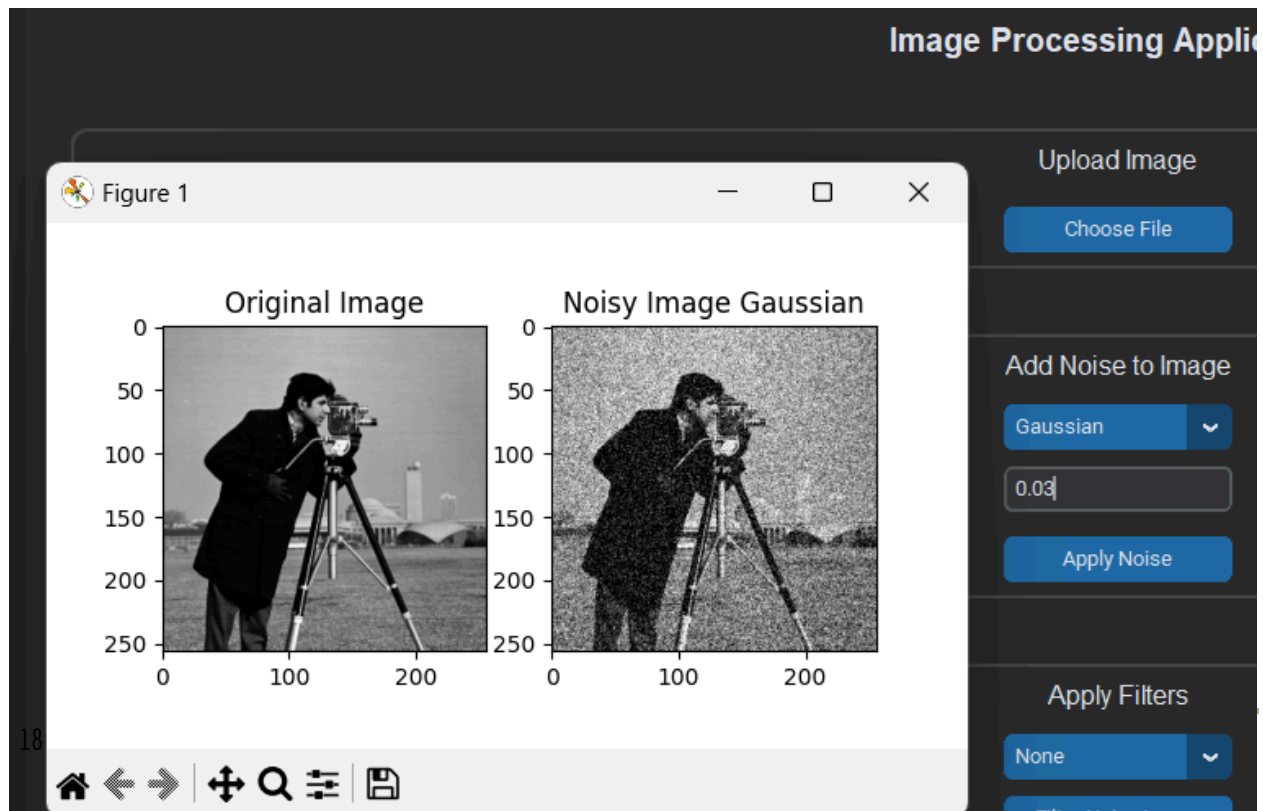 Image Processing Applic
Upload Image
Choose File
Figure 1
Original Image
Noisy Image Gaussian
0
50
100
150
200
250
0
100
200
0
50
100
150
200
250
0
100
200
Add Noise to Image
Gaussian
0.03
Apply Noise
Apply Filters
None
18